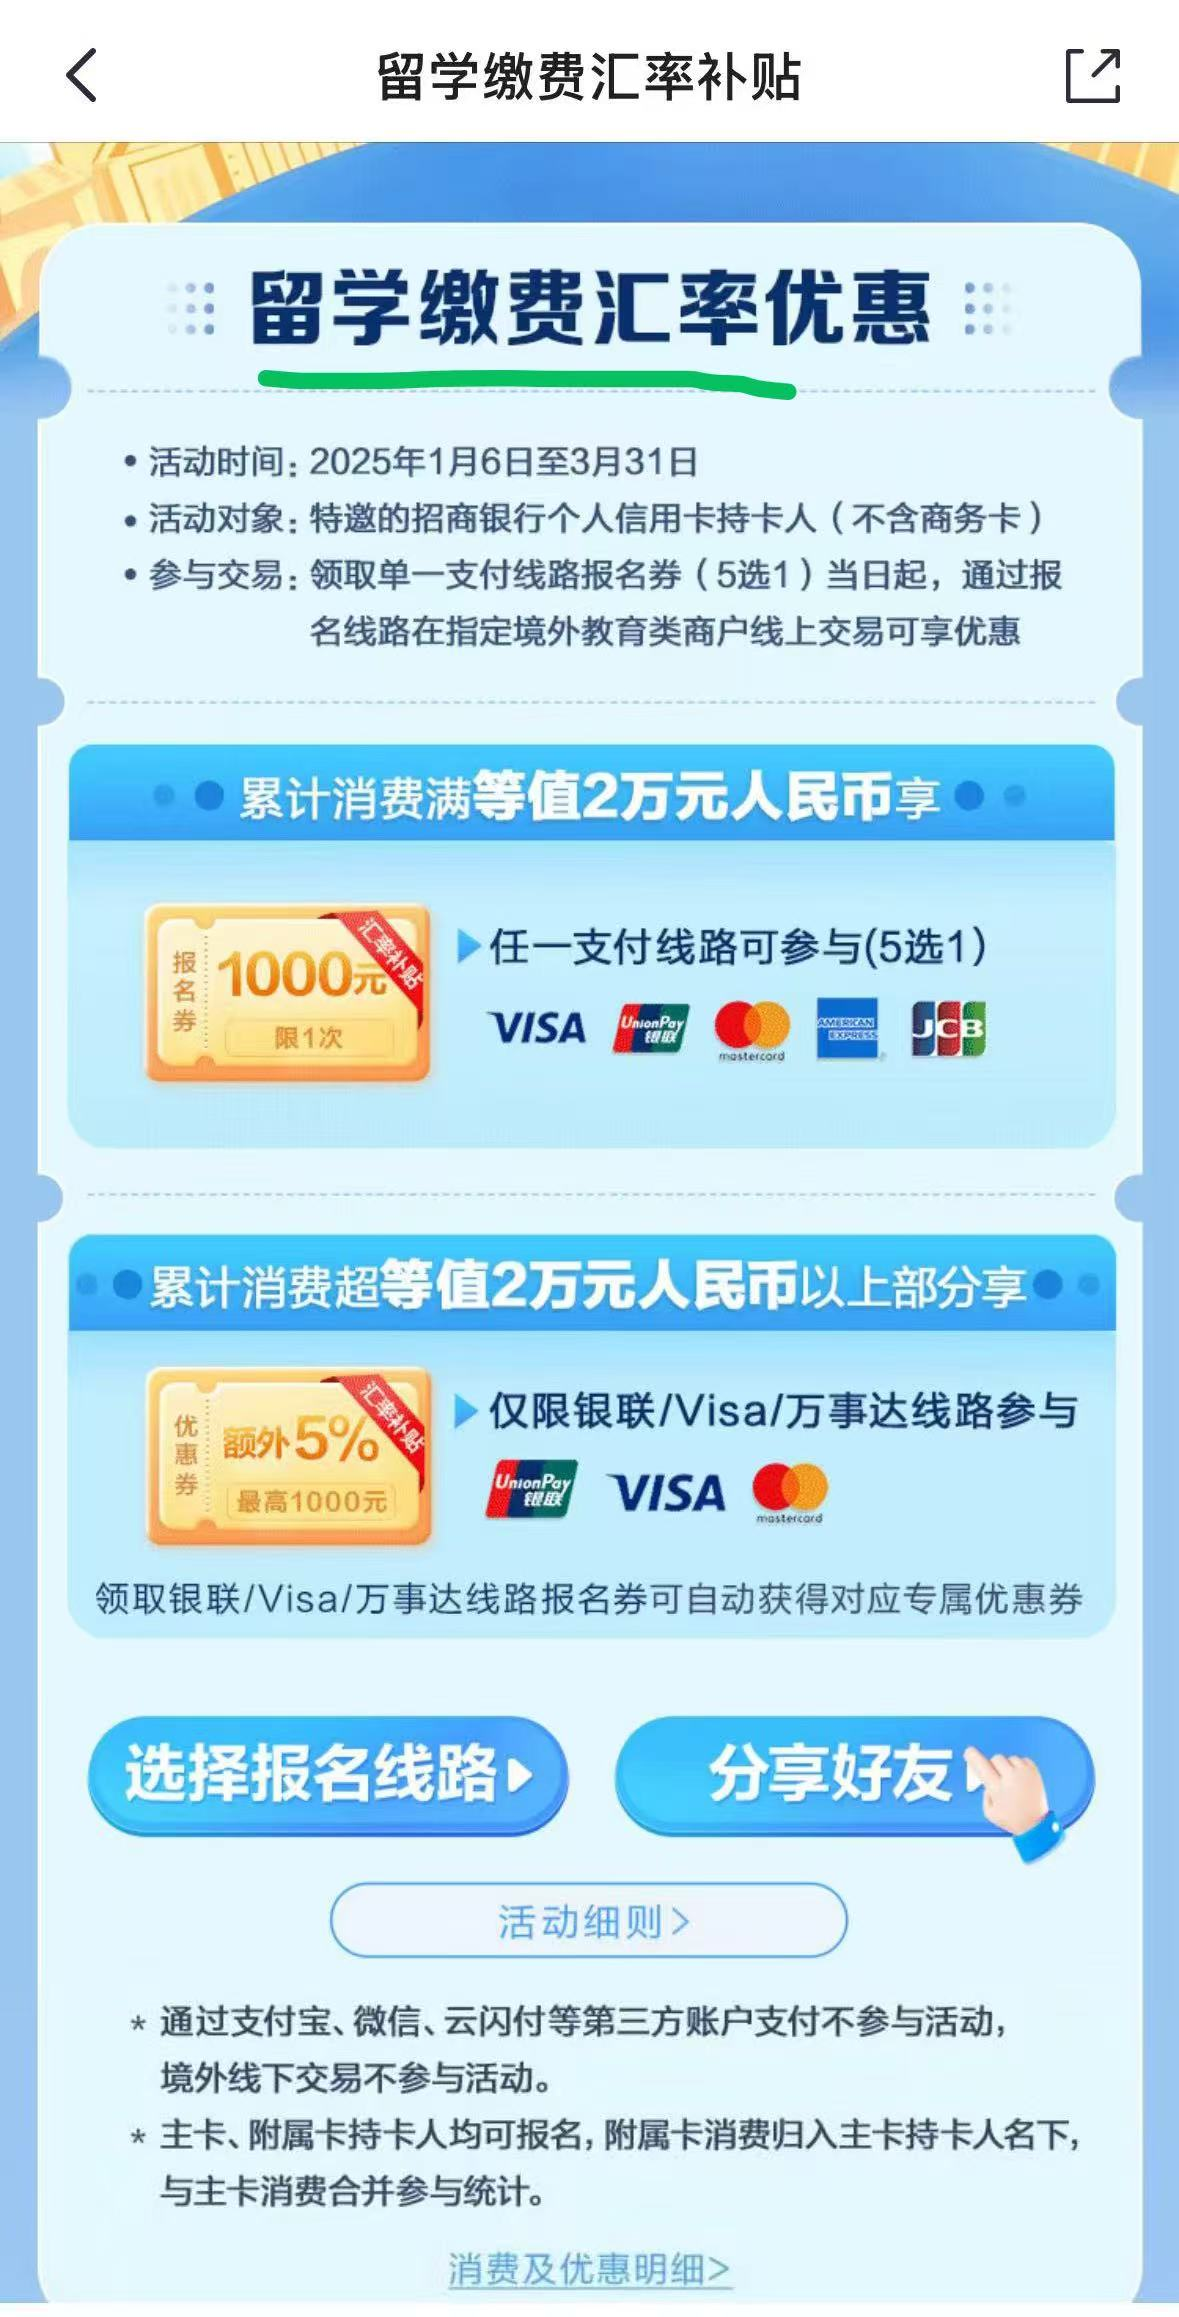 留学缴费汇率补贴
留学缴费汇率优惠
•活动时间：2025年1月6日至3月31日
•活动对象：特邀的招商银行个人信用卡持卡人（不含商务卡）
•参与交易：领取单一支付线路报名券（5选1）当日起，通过报
名线路在指定境外教育类商户线上交易可享优惠
累计消费满等值2万元人民币享
报名券
1000元
限1次
汇率补贴
任一支付线路可参与(5选1)
VISA
UnionPay
银联
mastercard
AMERICAN
EXPRESS
JCB
累计消费超等值2万元人民币以上部分享
优惠券
额外5%
最高1000元
汇率补贴
仅限银联/Visa/万事达线路参与
UnionPay
银联
VISA
mastercard
领取银联/Visa/万事达线路报名券可自动获得对应专属优惠券
选择报名线路
分享好友
活动细则>
* 通过支付宝、微信、云闪付等第三方账户支付不参与活动，
境外线下交易不参与活动。
* 主卡、附属卡持卡人均可报名，附属卡消费归入主卡持卡人名下，
与主卡消费合并参与统计。
消费及优惠明细>